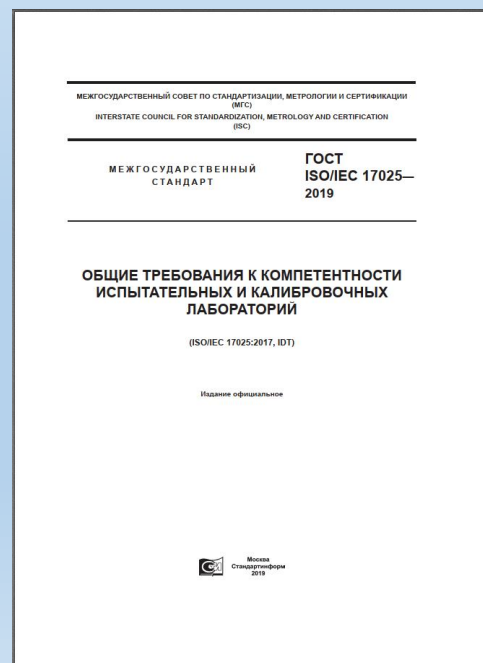 МЕЖГОСУДАРСТВЕННЫЙ СОВЕТ ПО СТАНДАРТИЗАЦИИ, МЕТРОЛОГИИ И СЕРТИФИКАЦИИ
(МГС)
INTERSTATE COUNCIL FOR STANDARDIZATION, METROLOGY AND CERTIFICATION
(ISC)
МЕЖГОСУДАРСТВЕННЫЙ
СТАНДАРТ
ГОСТ
ISO/IEC 17025—
2019
ОБЩИЕ ТРЕБОВАНИЯ К КОМПЕТЕНТНОСТИ
ИСПЫТАТЕЛЬНЫХ И КАЛИБРОВОЧНЫХ
ЛАБОРАТОРИЙ
(ISO/IEC 17025:2017, IDT)
Издание официальное
Москва
Стандартинформ
2019